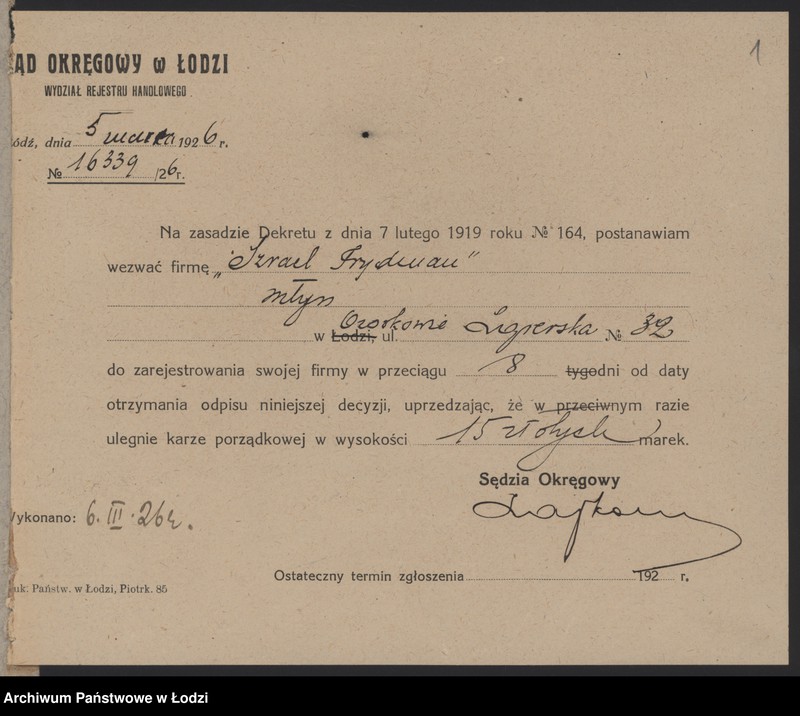 1
ĄD OKRĘGOWY w ŁODZI
WYDZIAŁ REJESTRU HANDLOWEGO
ódź, dnia 5 marca 1926 r.
№ 16339 /26 r.
Na zasadzie Dekretu z dnia 7 lutego 1919 roku № 164, postanawiam
wezwać firmę „Izrael Frydman"
młyn
w Łodzi, Ozorkowie ul. Zgierska № 32
do zarejestrowania swojej firmy w przeciągu 8 tygodni od daty
otrzymania odpisu niniejszej decyzji, uprzedzając, że w przeciwnym razie
ulegnie karze porządkowej w wysokości 15 złotych marek.
Sędzia Okręgowy
Wykonano: 6. III. 26 r.
Ostateczny termin zgłoszenia 192 r.
uk. Państw. w Łodzi, Piotrk. 85
Archiwum Państwowe w Łodzi